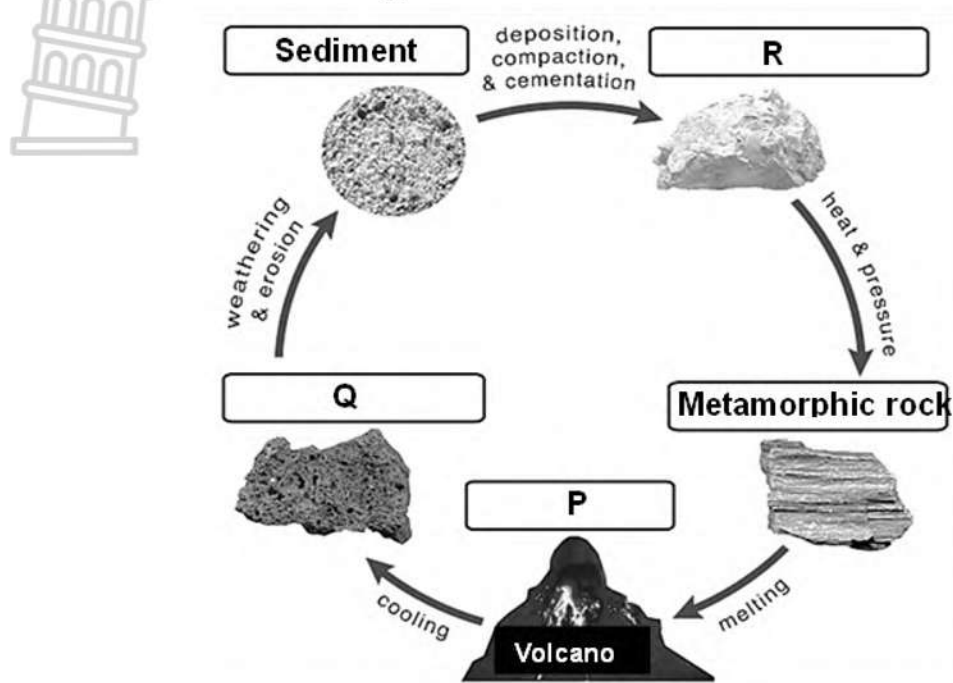 Sediment
deposition,
compaction,
& cementation
R
weathering
& erosion
heat & pressure
Q
Metamorphic rock
P
cooling
melting
Volcano